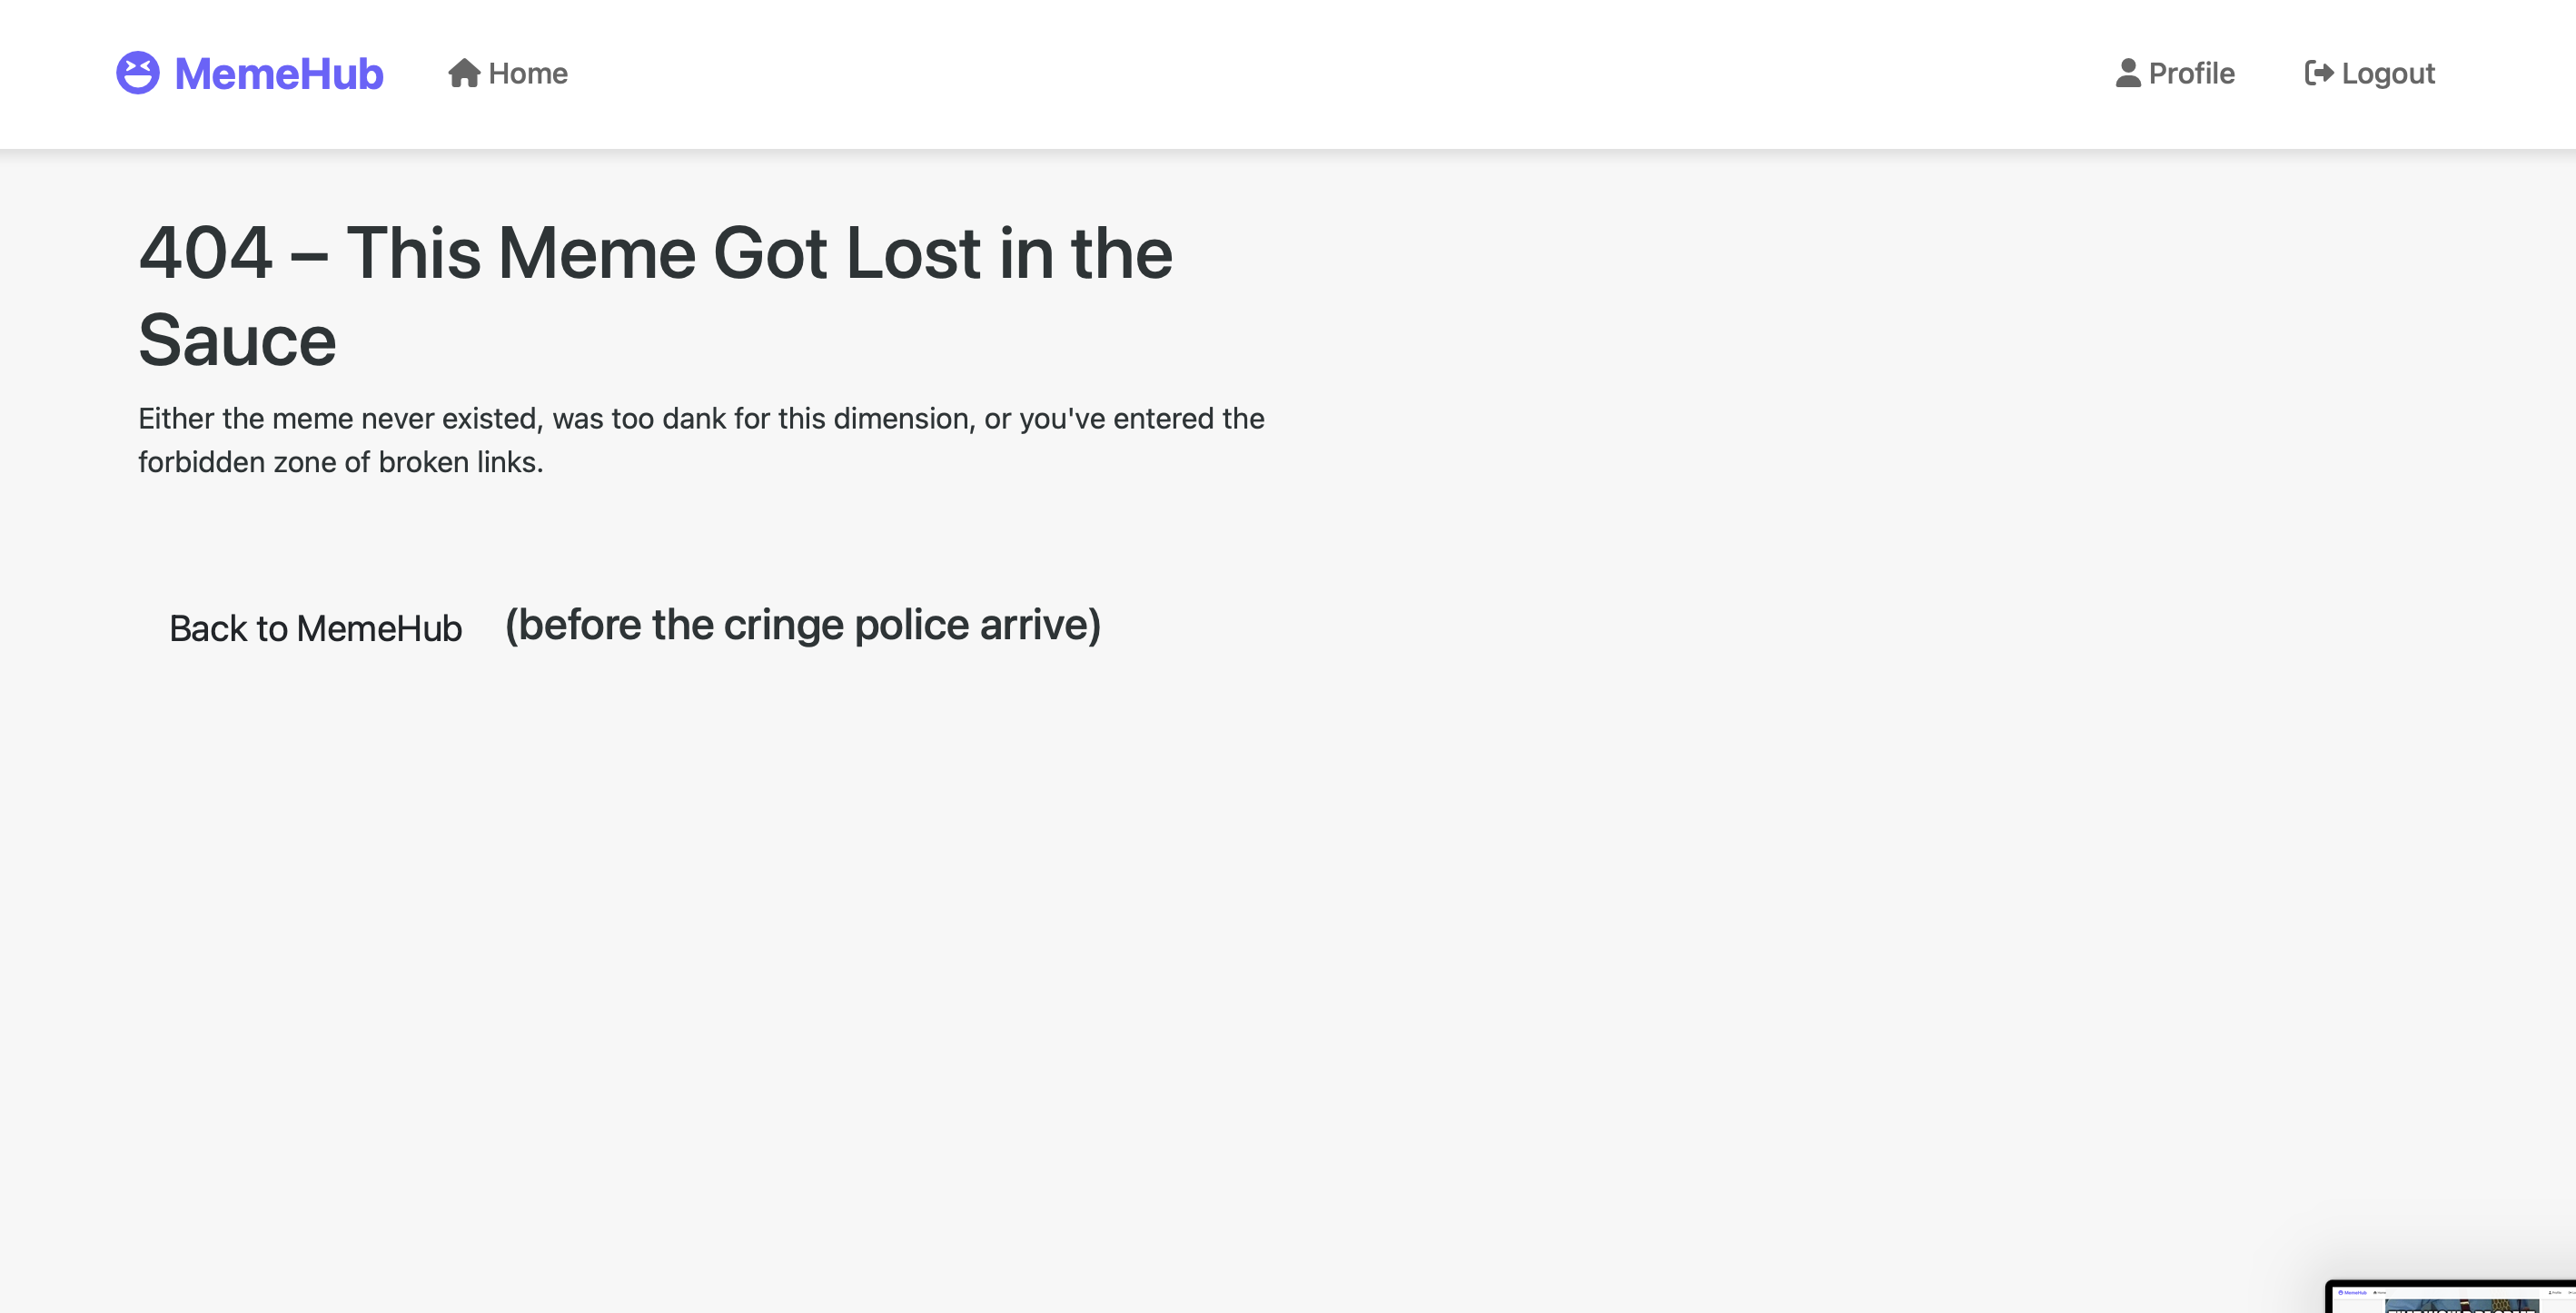 MemeHub Home Profile Logout
404 – This Meme Got Lost in the
Sauce
Either the meme never existed, was too dank for this dimension, or you've entered the
forbidden zone of broken links.
Back to MemeHub (before the cringe police arrive)
MemeHub